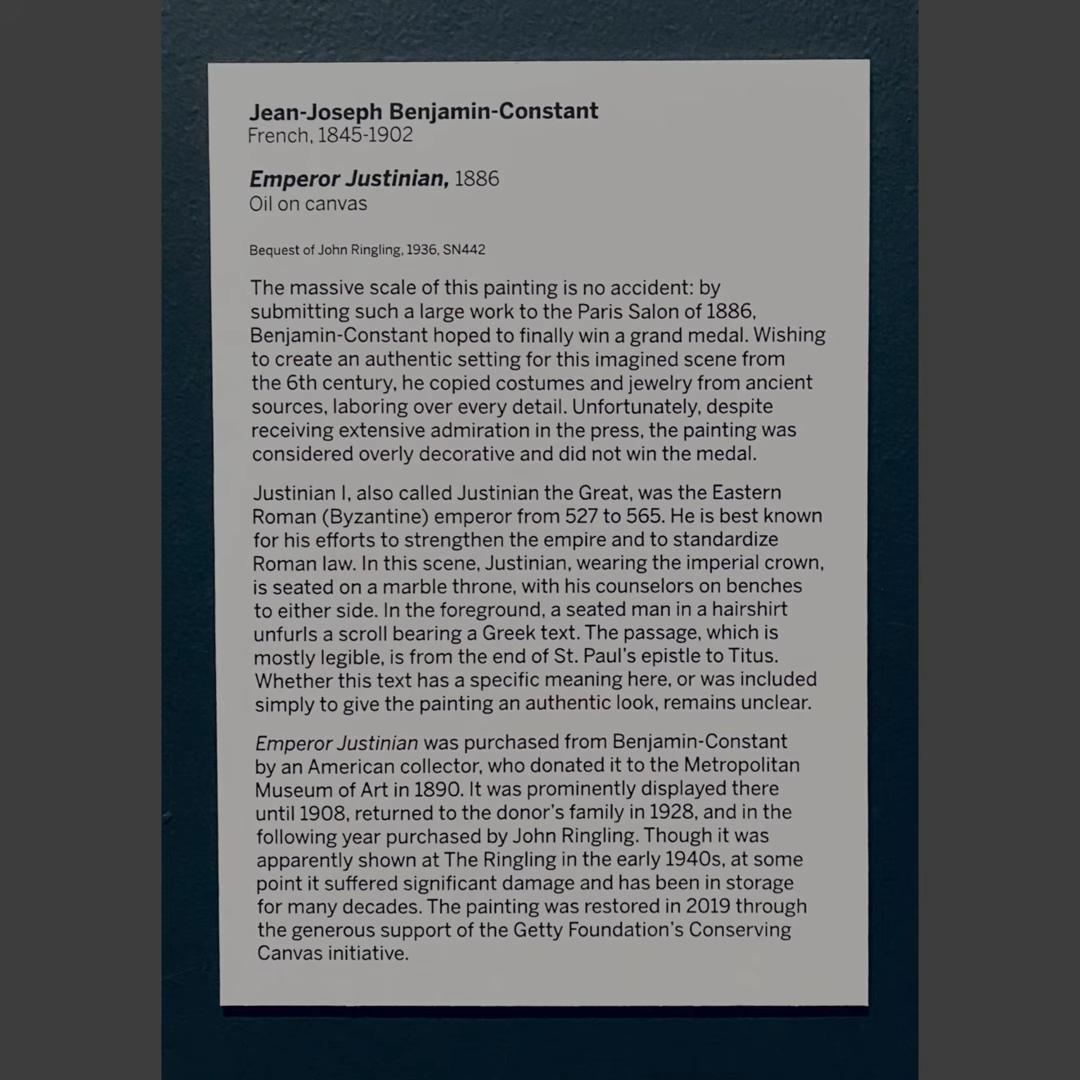 Jean-Joseph Benjamin-Constant
French, 1845-1902
Emperor Justinian, 1886
Oil on canvas
Bequest of John Ringling, 1936, SN442
The massive scale of this painting is no accident: by
submitting such a large work to the Paris Salon of 1886,
Benjamin-Constant hoped to finally win a grand medal. Wishing
to create an authentic setting for this imagined scene from
the 6th century, he copied costumes and jewelry from ancient
sources, laboring over every detail. Unfortunately, despite
receiving extensive admiration in the press, the painting was
considered overly decorative and did not win the medal.
Justinian I, also called Justinian the Great, was the Eastern
Roman (Byzantine) emperor from 527 to 565. He is best known
for his efforts to strengthen the empire and to standardize
Roman law. In this scene, Justinian, wearing the imperial crown,
is seated on a marble throne, with his counselors on benches
to either side. In the foreground, a seated man in a hairshirt
unfurls a scroll bearing a Greek text. The passage, which is
mostly legible, is from the end of St. Paul's epistle to Titus.
Whether this text has a specific meaning here, or was included
simply to give the painting an authentic look, remains unclear.
Emperor Justinian was purchased from Benjamin-Constant
by an American collector, who donated it to the Metropolitan
Museum of Art in 1890. It was prominently displayed there
until 1908, returned to the donor's family in 1928, and in the
following year purchased by John Ringling. Though it was
apparently shown at The Ringling in the early 1940s, at some
point it suffered significant damage and has been in storage
for many decades. The painting was restored in 2019 through
the generous support of the Getty Foundation's Conserving
Canvas initiative.